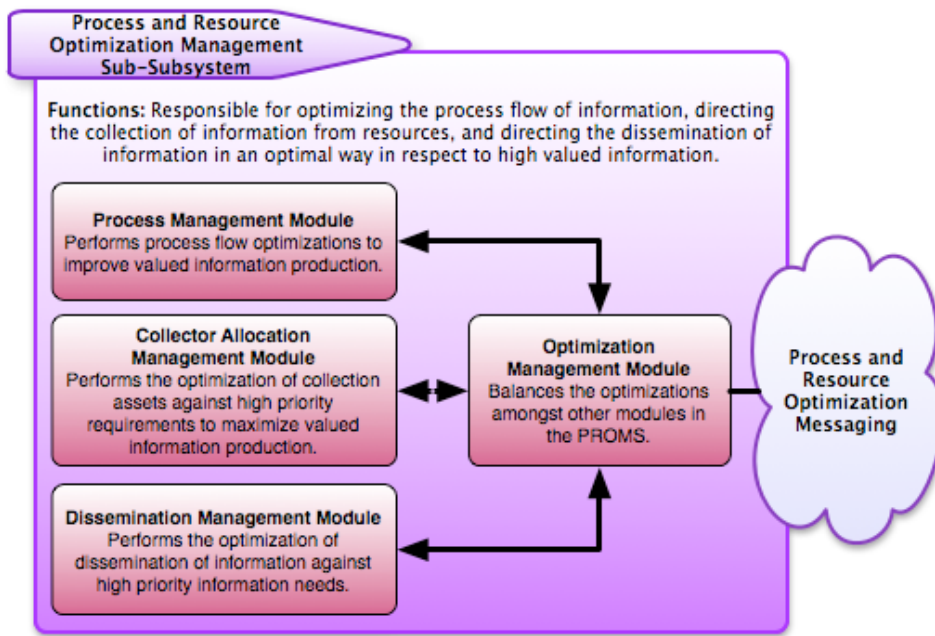 Process and Resource
Optimization Management
Sub-Subsystem
Functions: Responsible for optimizing the process flow of information, directing
the collection of information from resources, and directing the dissemination of
information in an optimal way in respect to high valued information.
Process Management Module
Performs process flow optimizations to
improve valued information production.
Collector Allocation
Management Module
Performs the optimization of collection
assets against high priority
requirements to maximize valued
information production.
Dissemination Management Module
Performs the optimization of
dissemination of information against
high priority information needs.
Optimization
Management Module
Balances the optimizations
amongst other modules in
the PROMS.
Process and
Resource
Optimization
Messaging